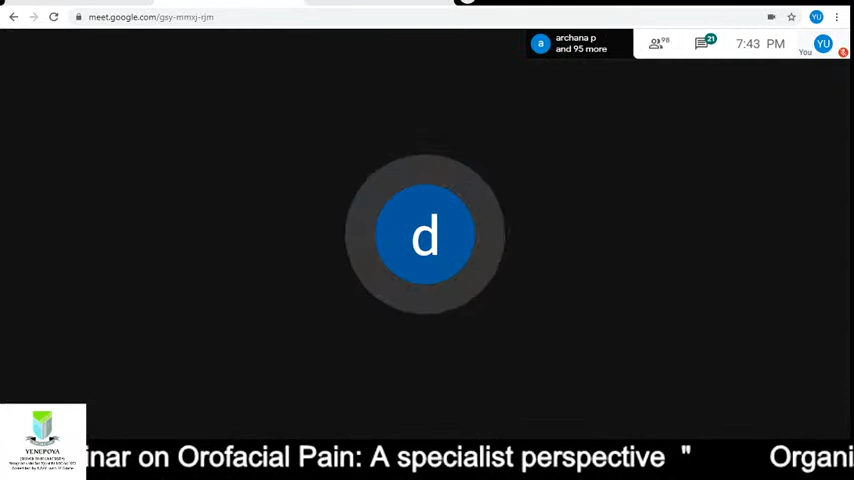 meet.google.com/gsy-mmxj-rjm
YU
archana p
and 95 more
a
98
21
7:43 PM
You
YU
d
YENEPOYA
inar on Orofacial Pain: A specialist perspective "
Organi